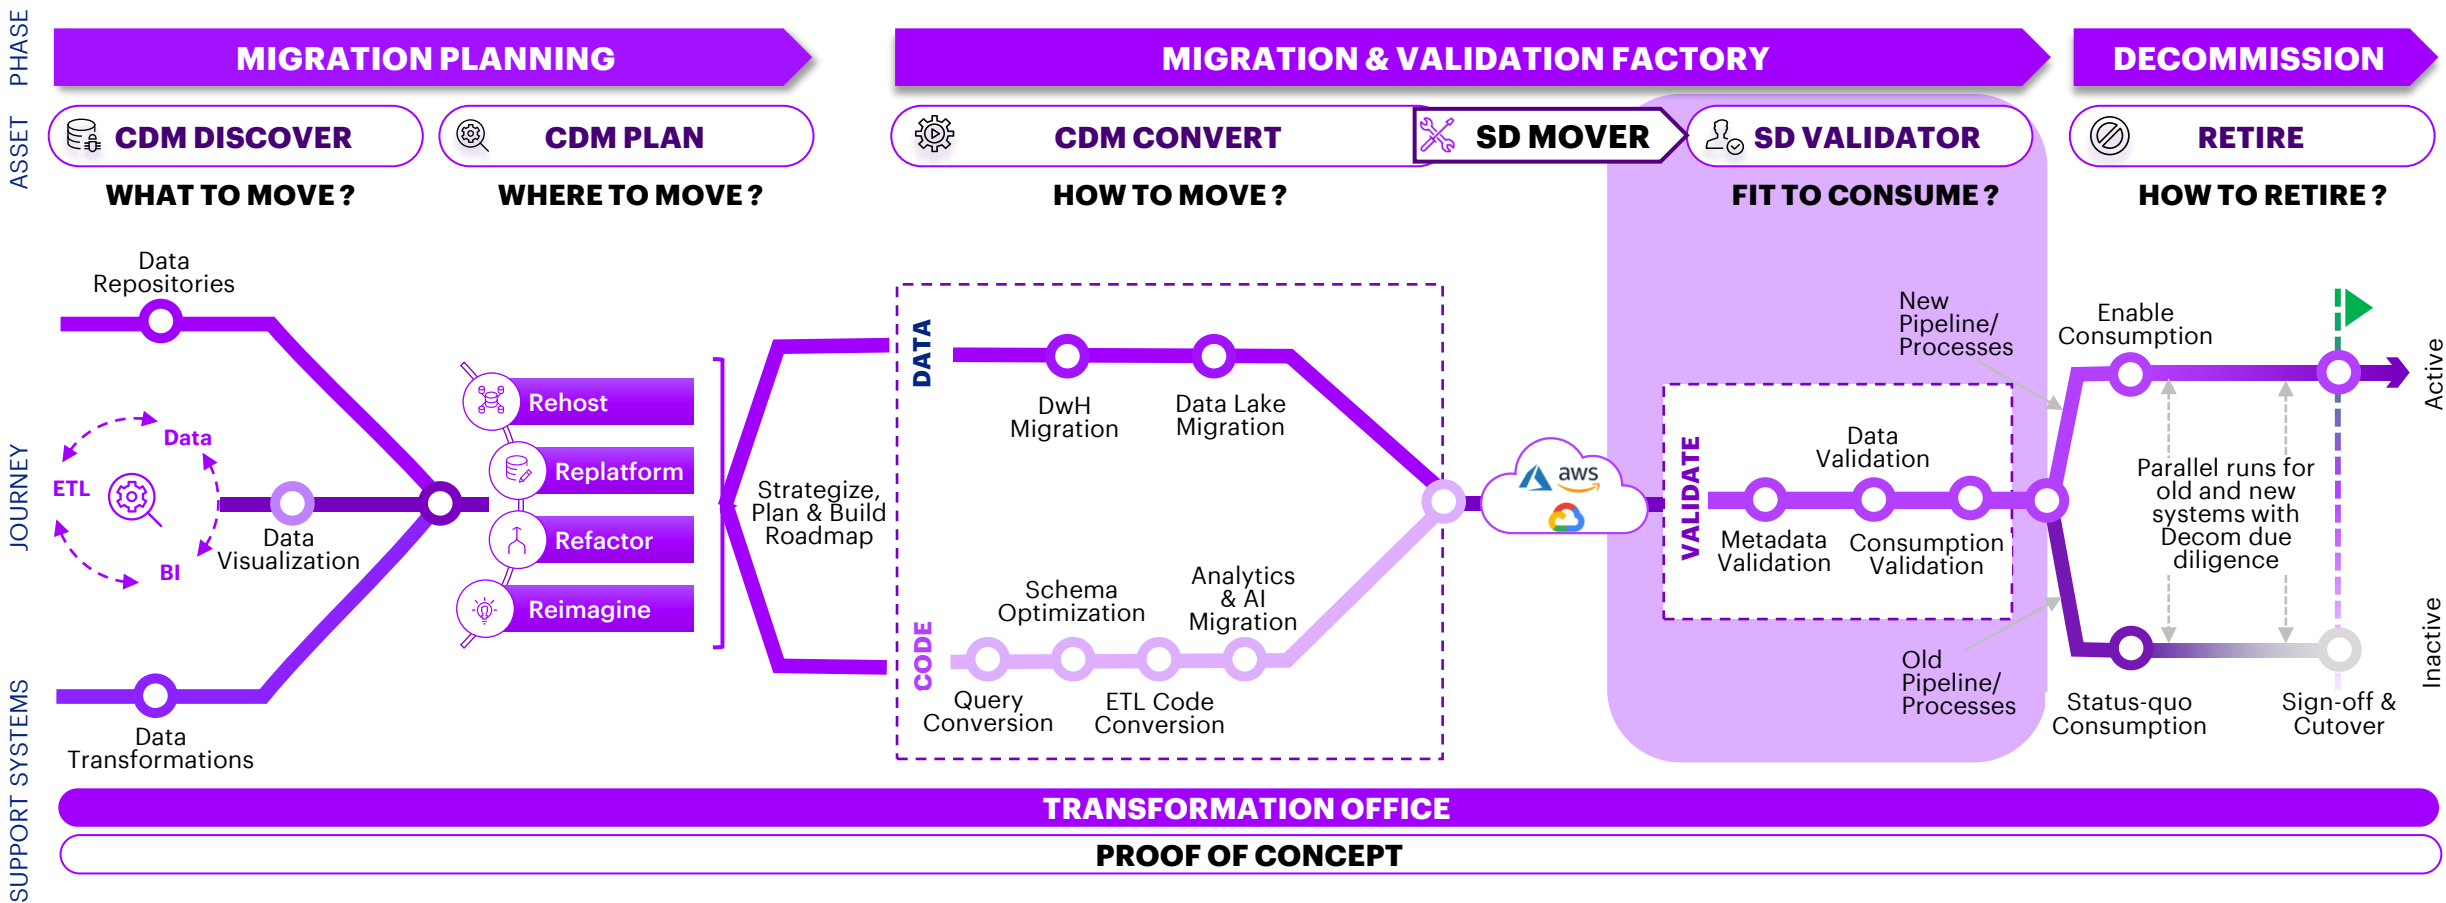 PHASE
MIGRATION PLANNING
MIGRATION & VALIDATION FACTORY
DECOMMISSION
ASSET
CDM DISCOVER
CDM PLAN
CDM CONVERT
SD MOVER
SD VALIDATOR
RETIRE
WHAT TO MOVE ?
WHERE TO MOVE ?
HOW TO MOVE ?
FIT TO CONSUME ?
HOW TO RETIRE ?
JOURNEY
Data
Repositories
Data
ETL
BI
Data
Visualization
Data
Transformations
Rehost
Replatform
Refactor
Reimagine
Strategize,
Plan & Build
Roadmap
DATA
DwH
Migration
Data Lake
Migration
CODE
Schema
Optimization
Analytics
& AI
Migration
Query
Conversion
ETL Code
Conversion
aws
VALIDATE
Data
Validation
Metadata
Validation
Consumption
Validation
New
Pipeline/
Processes
Old
Pipeline/
Processes
Enable
Consumption
Parallel runs for
old and new
systems with
Decom due
diligence
Status-quo
Consumption
Sign-off &
Cutover
Active
Inactive
SUPPORT SYSTEMS
TRANSFORMATION OFFICE
PROOF OF CONCEPT